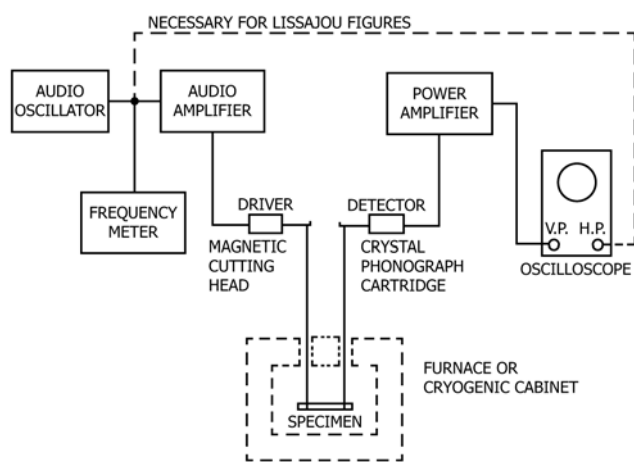 NECESSARY FOR LISSAJOU FIGURES
AUDIO
OSCILLATOR
AUDIO
AMPLIFIER
POWER
AMPLIFIER
FREQUENCY
METER
DRIVER
MAGNETIC
CUTTING
HEAD
DETECTOR
CRYSTAL
PHONOGRAPH
CARTRIDGE
V.P. H.P.
OSCILLOSCOPE
FURNACE OR
CRYOGENIC CABINET
SPECIMEN